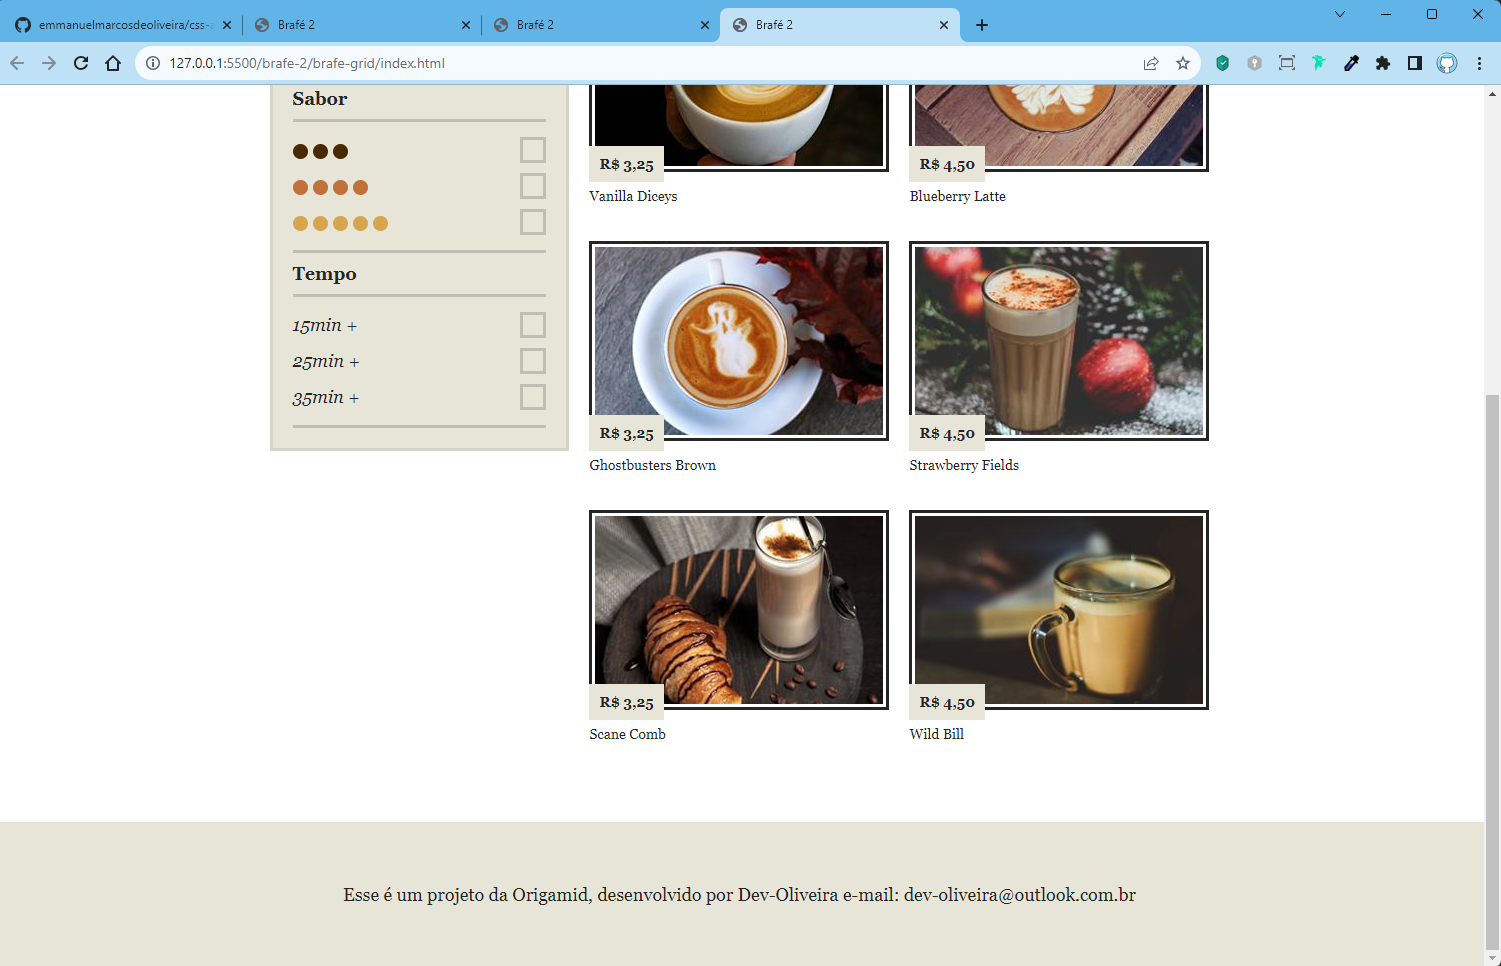 emmanuelmarcosdeoliveira/css-a
Brafé 2
Brafé 2
Brafé 2
127.0.0.1:5500/brafe-2/brafe-grid/index.html
Sabor
Tempo
15min +
25min +
35min +
R$ 3,25
Vanilla Diceys
R$ 4,50
Blueberry Latte
R$ 3,25
Ghostbusters Brown
R$ 4,50
Strawberry Fields
R$ 3,25
Scane Comb
R$ 4,50
Wild Bill
Esse é um projeto da Origamid, desenvolvido por Dev-Oliveira e-mail: dev-oliveira@outlook.com.br